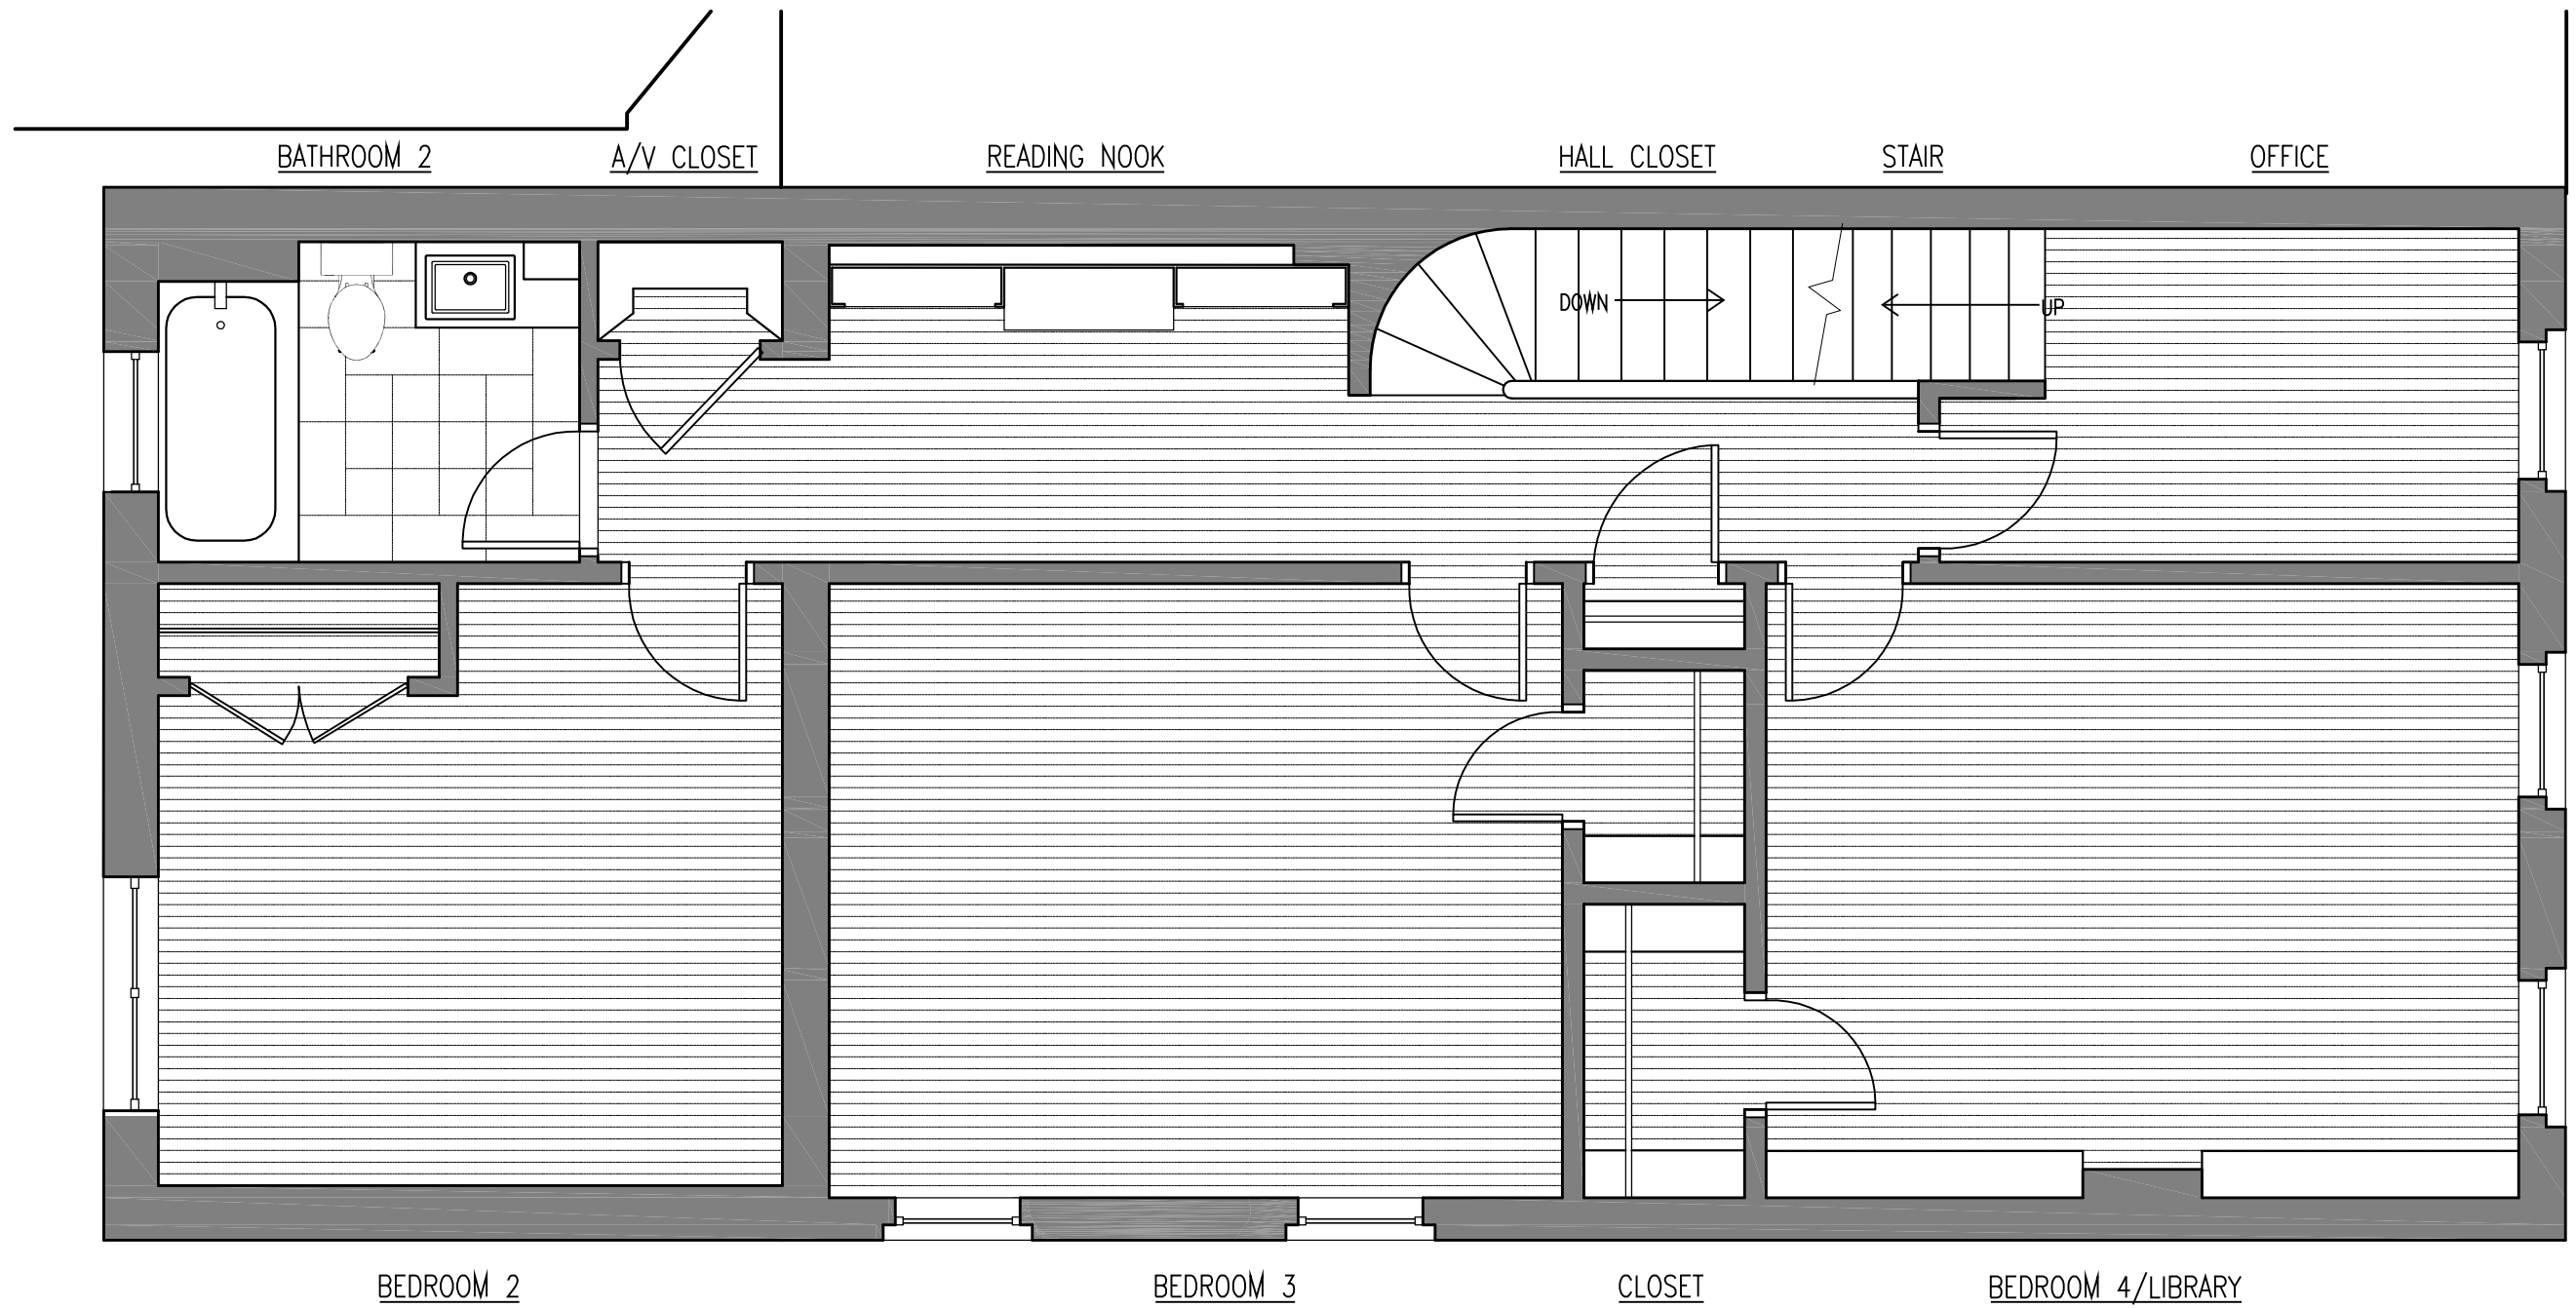 BATHROOM 2
A/V CLOSET
READING NOOK
HALL CLOSET
STAIR
OFFICE
DOWN
UP
BEDROOM 2
BEDROOM 3
CLOSET
BEDROOM 4/LIBRARY